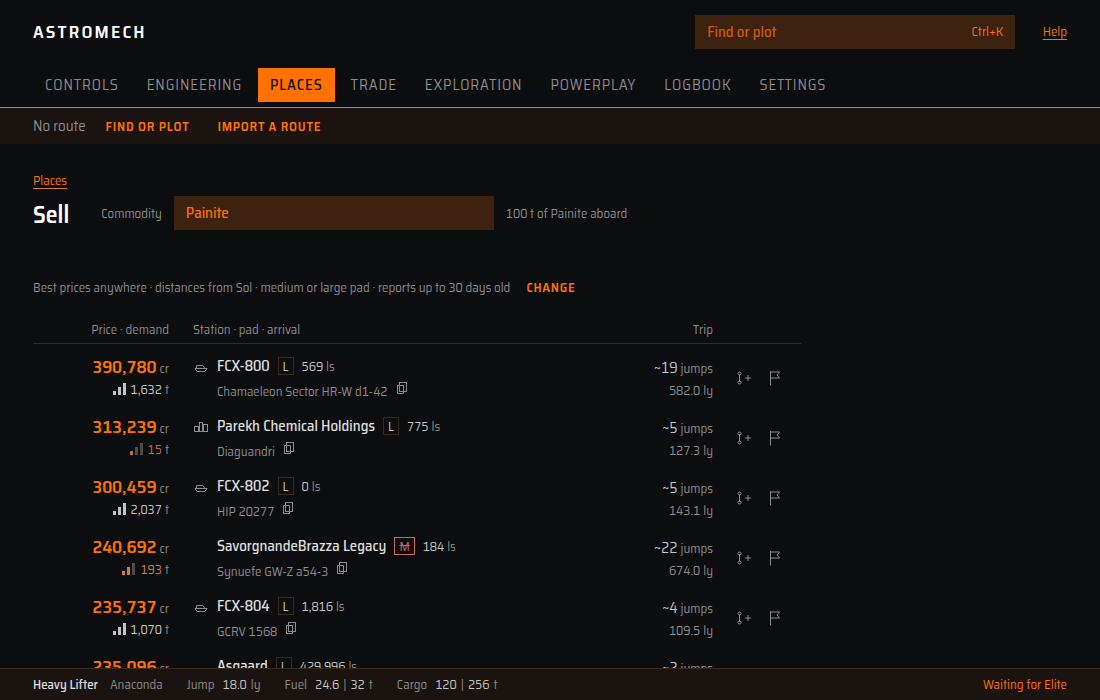 ASTROMECH
Find or plot Ctrl+K Help
CONTROLS ENGINEERING PLACES TRADE EXPLORATION POWERPLAY LOGBOOK SETTINGS
No route FIND OR PLOT IMPORT A ROUTE
Places
Sell Commodity Painite 100 t of Painite aboard
Best prices anywhere · distances from Sol · medium or large pad · reports up to 30 days old CHANGE
Price · demand Station · pad · arrival Trip
390,780 cr FCX-800 L 569 ls ~19 jumps
1,632 t Chamaeleon Sector HR-W d1-42 582.0 ly
313,239 cr Parekh Chemical Holdings L 775 ls ~5 jumps
15 t Diaguandri 127.3 ly
300,459 cr FCX-802 L 0 ls ~5 jumps
2,037 t HIP 20277 143.1 ly
240,692 cr SavorgnandeBrazza Legacy M 184 ls ~22 jumps
193 t Synuefe GW-Z a54-3 674.0 ly
235,737 cr FCX-804 L 1,816 ls ~4 jumps
1,070 t GCRV 1568 109.5 ly
235,096 cr Asgaard L 429,996 ls ~2 jumps
Heavy Lifter Anaconda Jump 18.0 ly Fuel 24.6 | 32 t Cargo 120 | 256 t Waiting for Elite